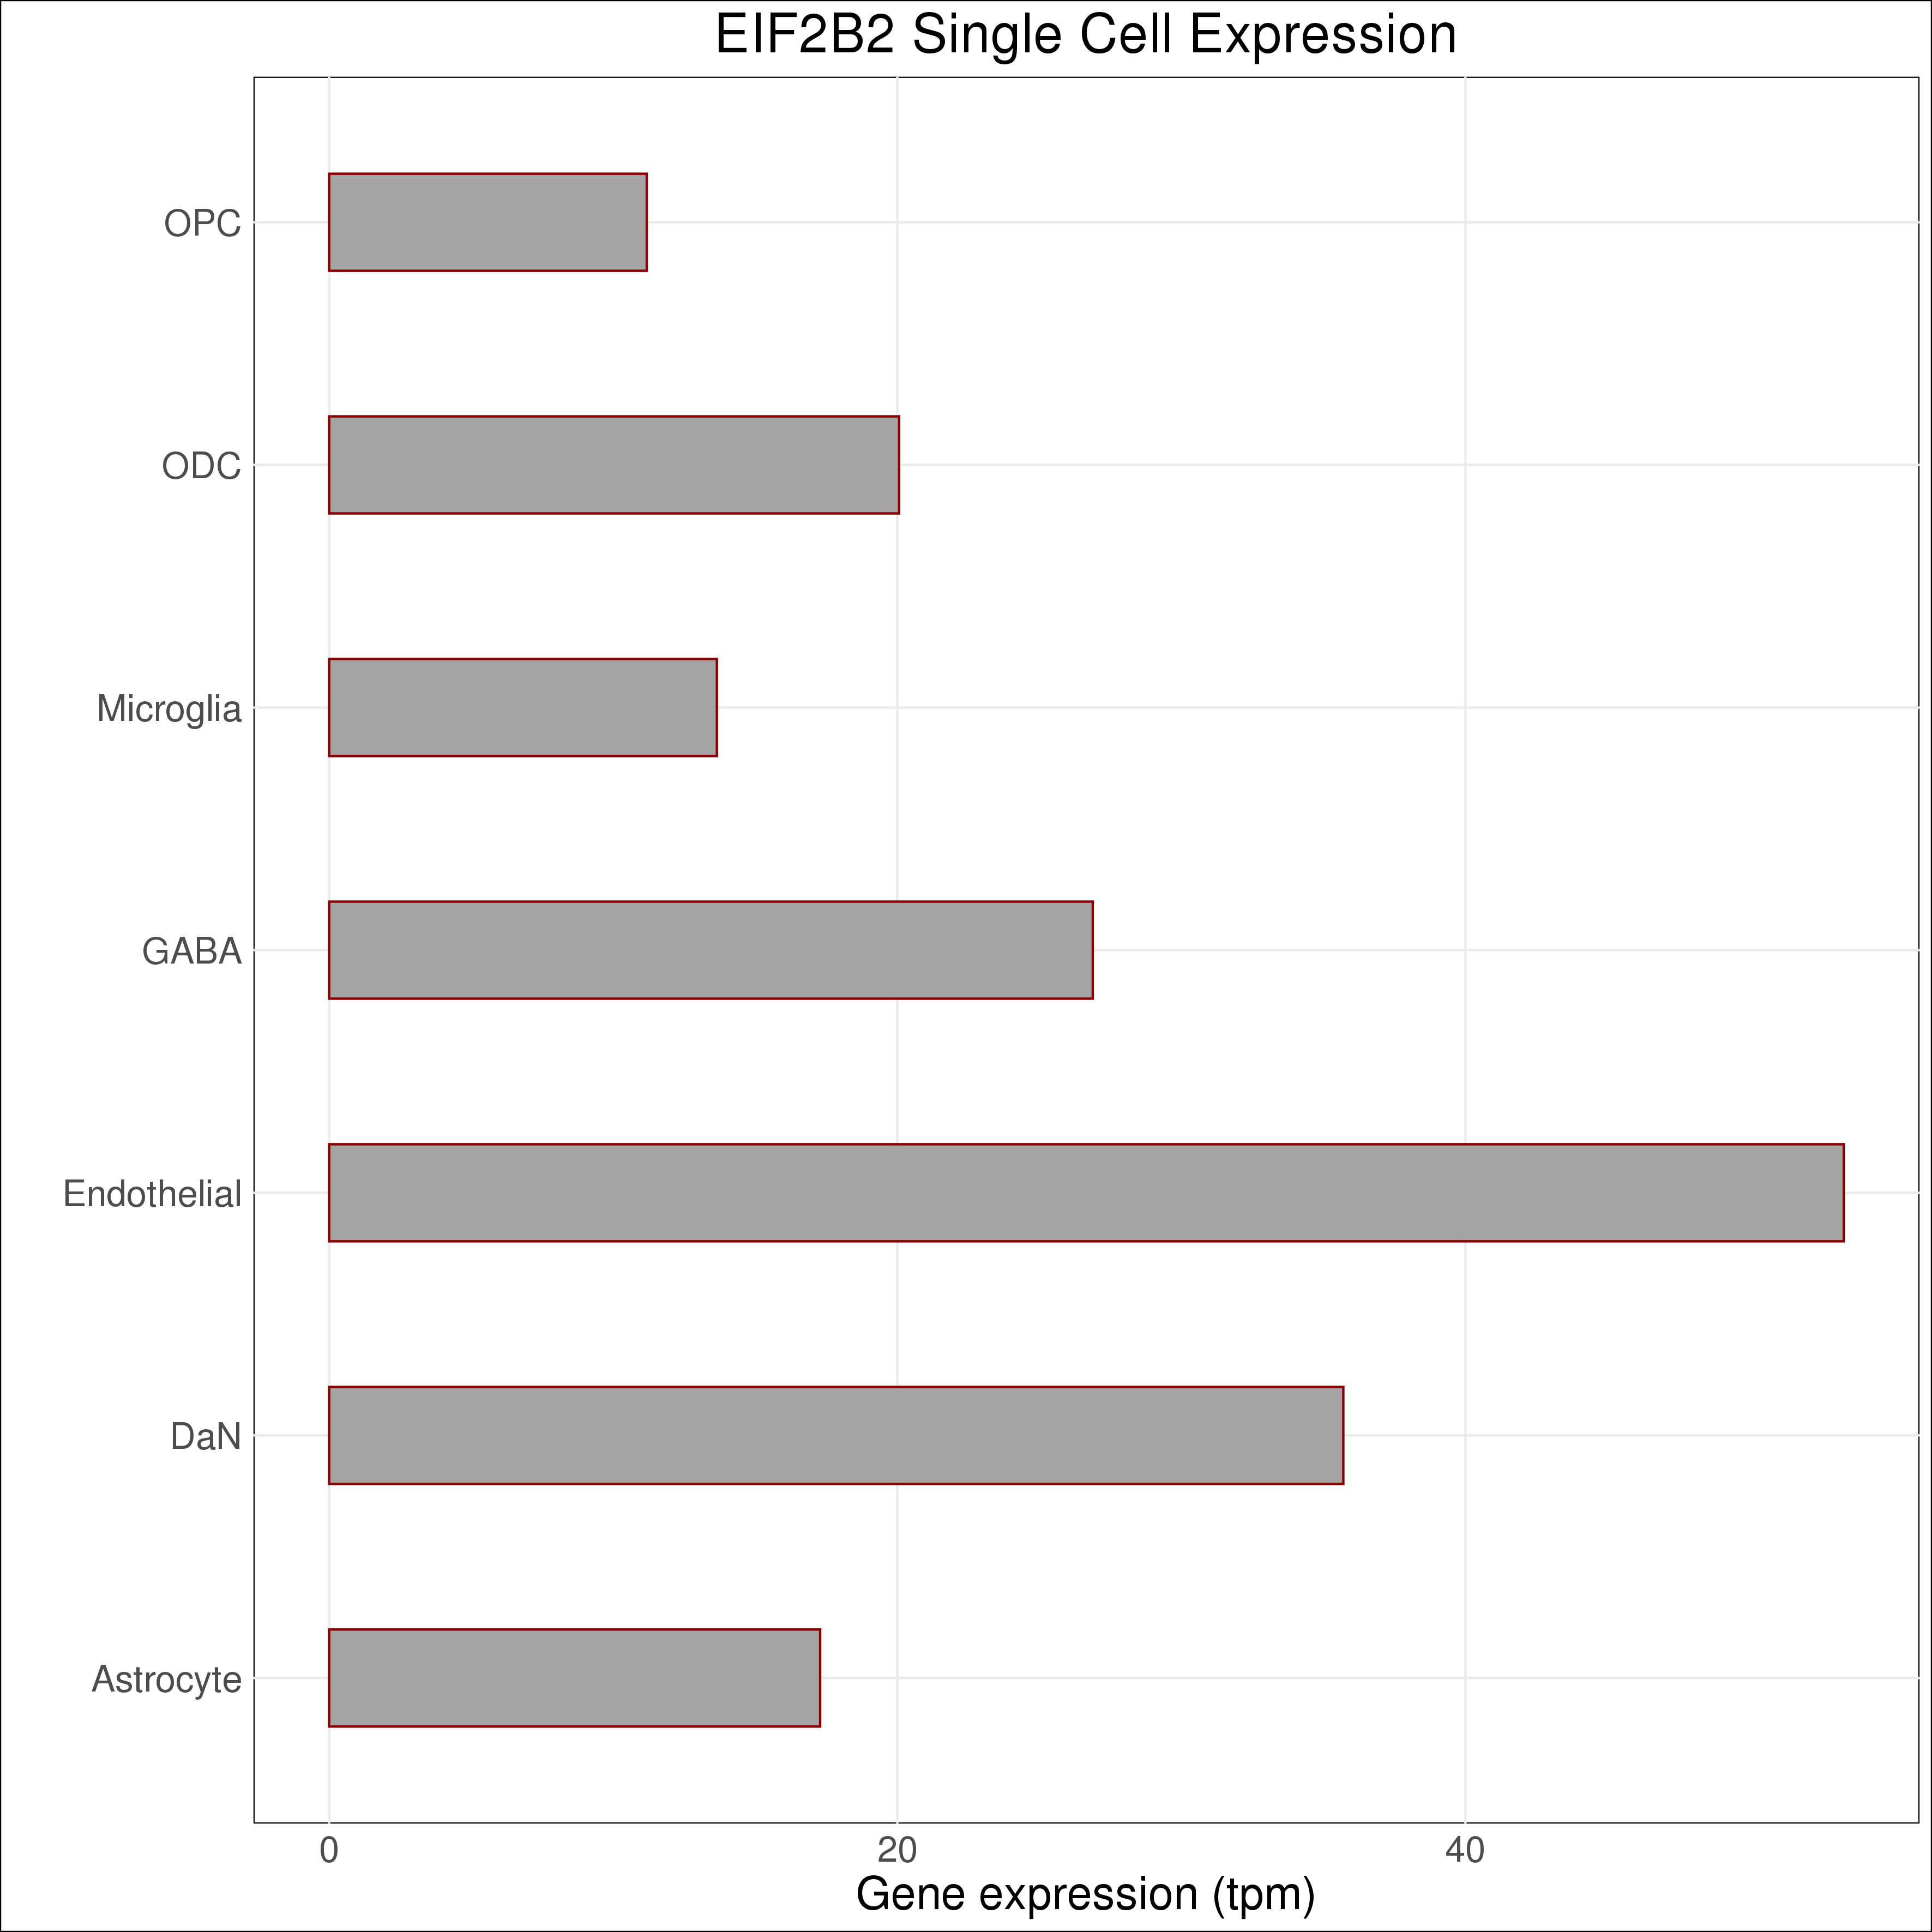 EIF2B2 Single Cell Expression
OPC
ODC
Microglia
GABA
Endothelial
DaN
Astrocyte
0 20 40
Gene expression (tpm)